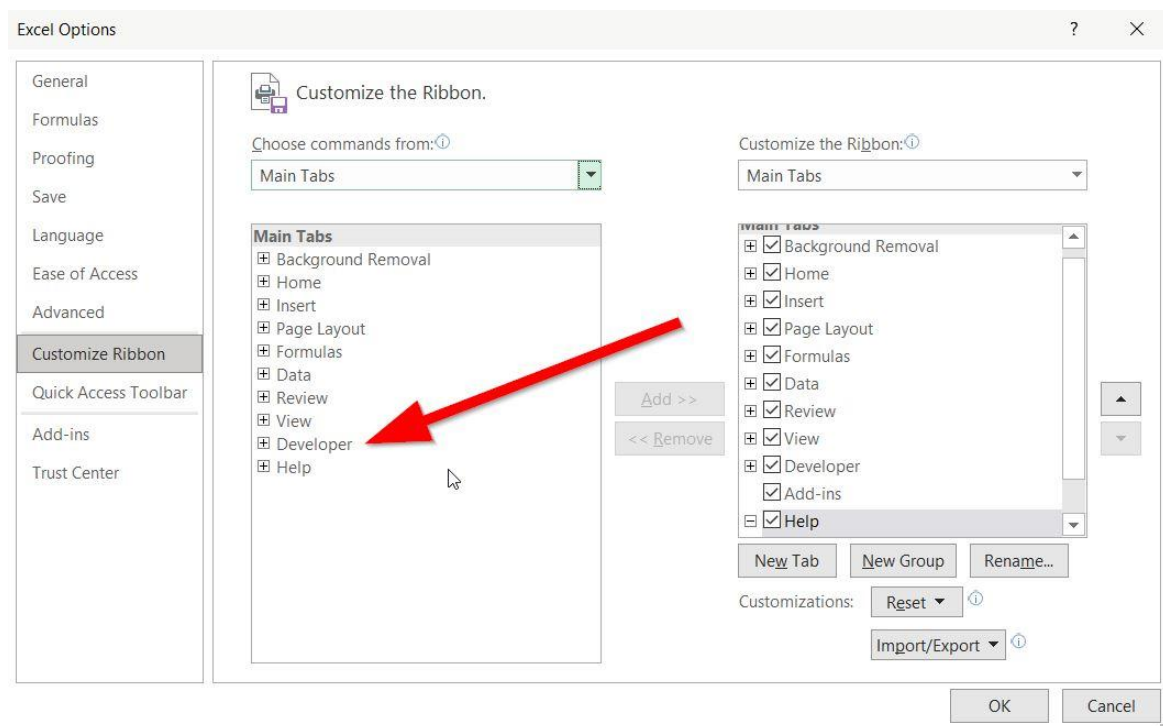 Excel Options
?
General
Formulas
Proofing
Save
Language
Ease of Access
Advanced
Customize Ribbon
Quick Access Toolbar
Add-ins
Trust Center
Customize the Ribbon.
Choose commands from:
Main Tabs
Main Tabs
Background Removal
Home
Insert
Page Layout
Formulas
Data
Review
View
Developer
Help
Add >>
<< Remove
Customize the Ribbon:
Main Tabs
Main Tabs
Background Removal
Home
Insert
Page Layout
Formulas
Data
Review
View
Developer
Add-ins
Help
New Tab New Group Rename...
Customizations: Reset
Import/Export
OK Cancel